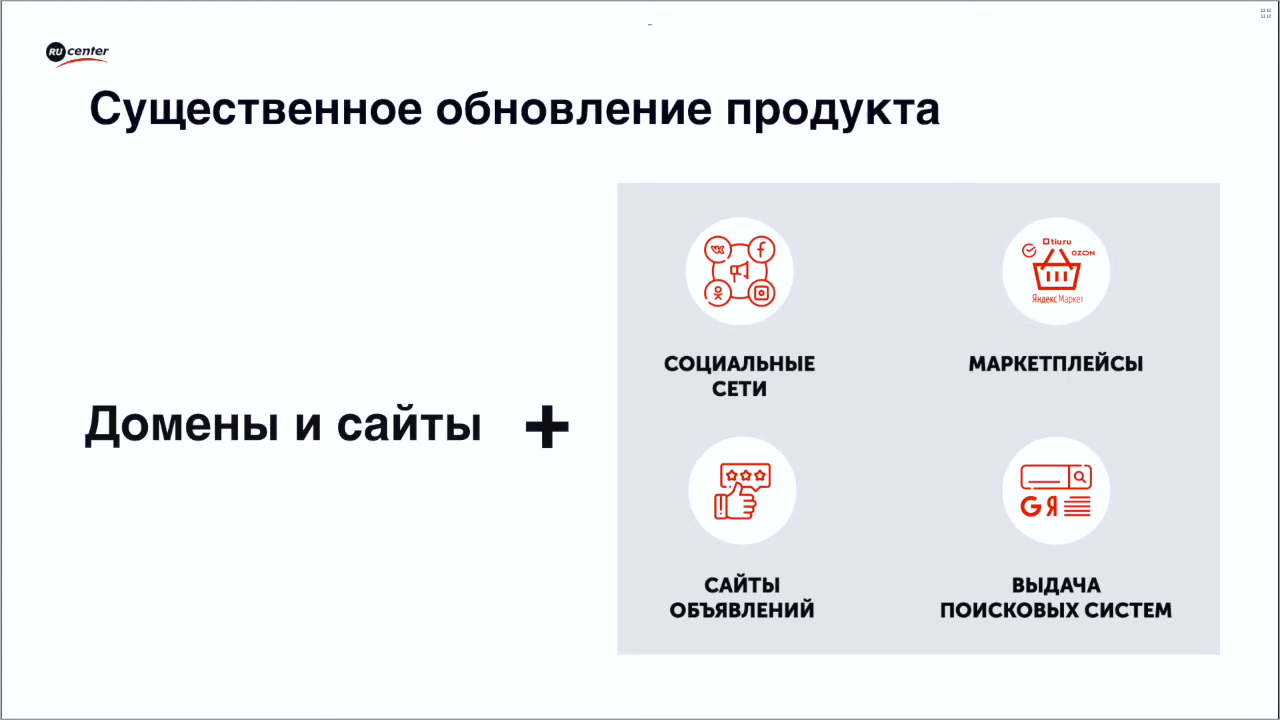 RU center
Существенное обновление продукта
Домены и сайты +
tiu.ru
OZON
Яндекс Маркет
СОЦИАЛЬНЫЕ
СЕТИ
МАРКЕТПЛЕЙСЫ
G Я
САЙТЫ
ОБЪЯВЛЕНИЙ
ВЫДАЧА
ПОИСКОВЫХ СИСТЕМ